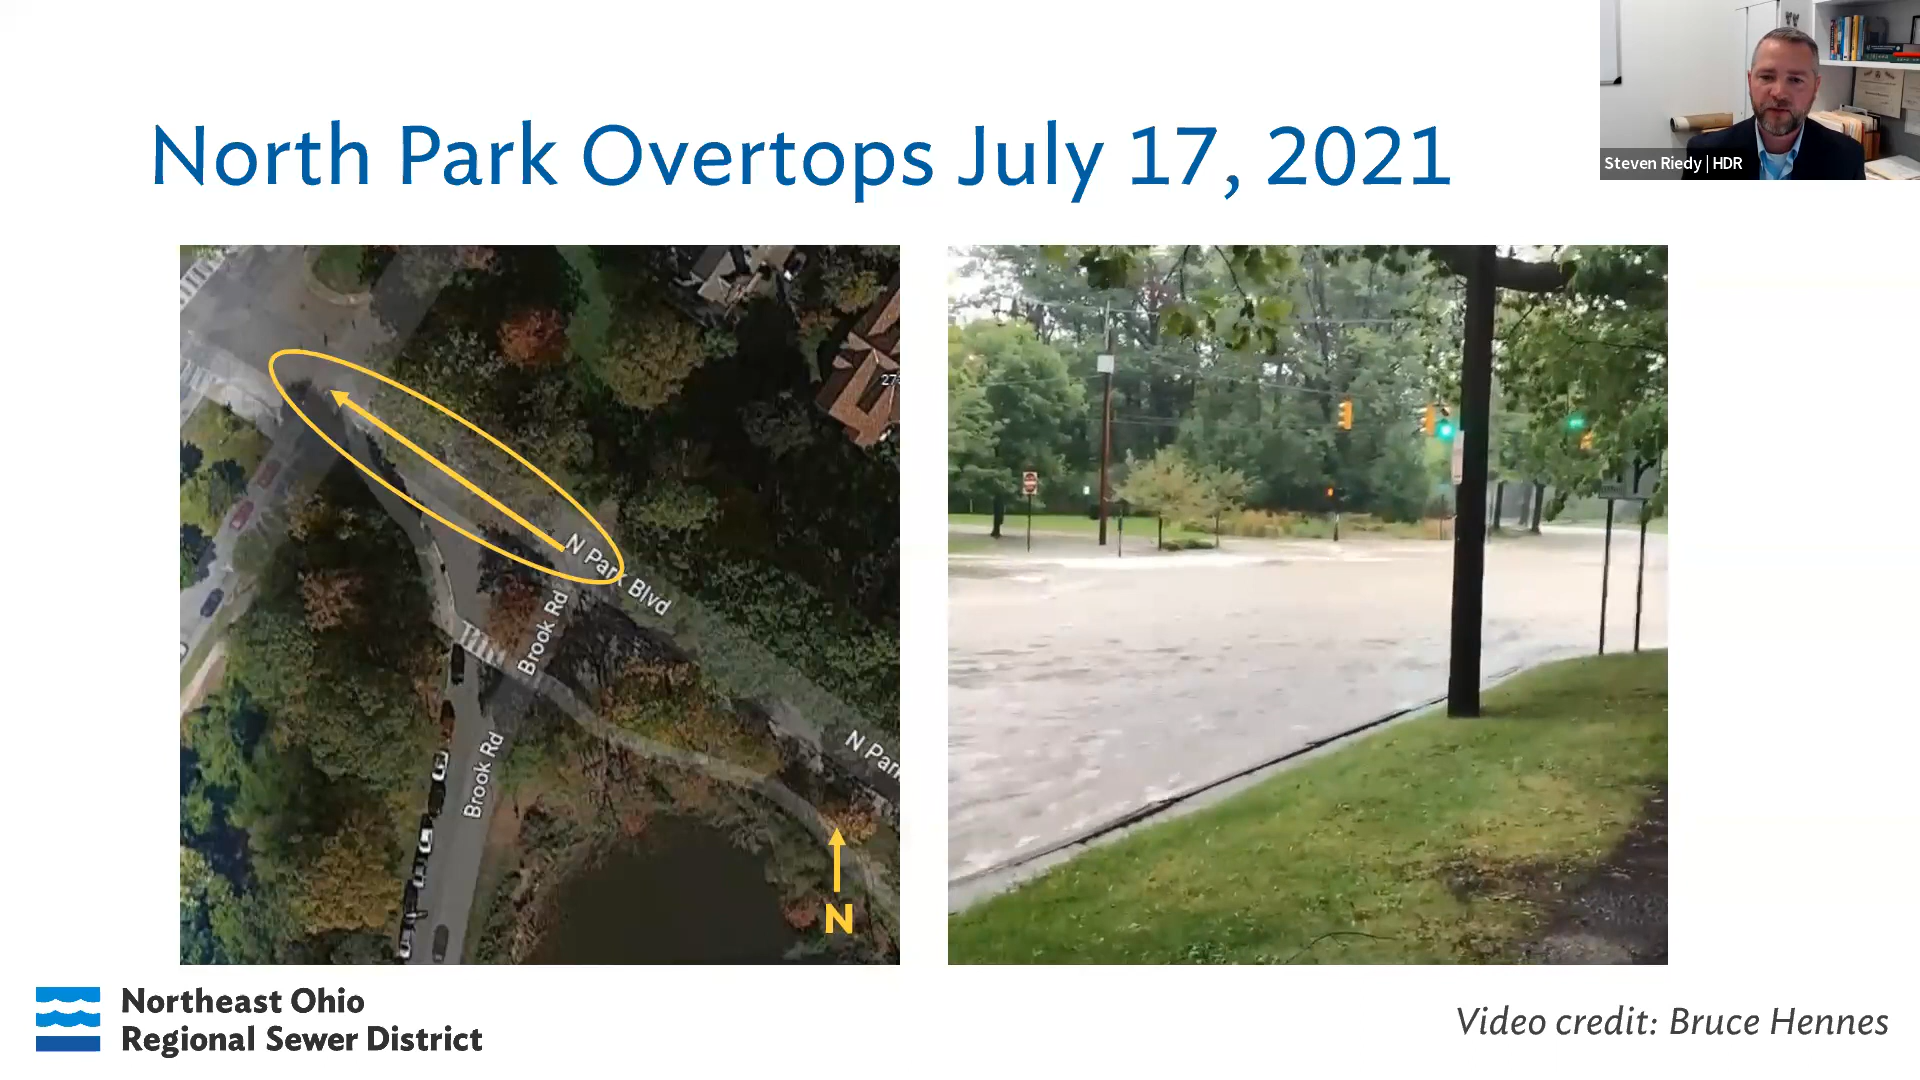 North Park Overtops July 17, 2021
Steven Riedy | HDR
N Park Blvd
Brook Rd
Brook Rd
N Park
N
Northeast Ohio
Regional Sewer District
Video credit: Bruce Hennes